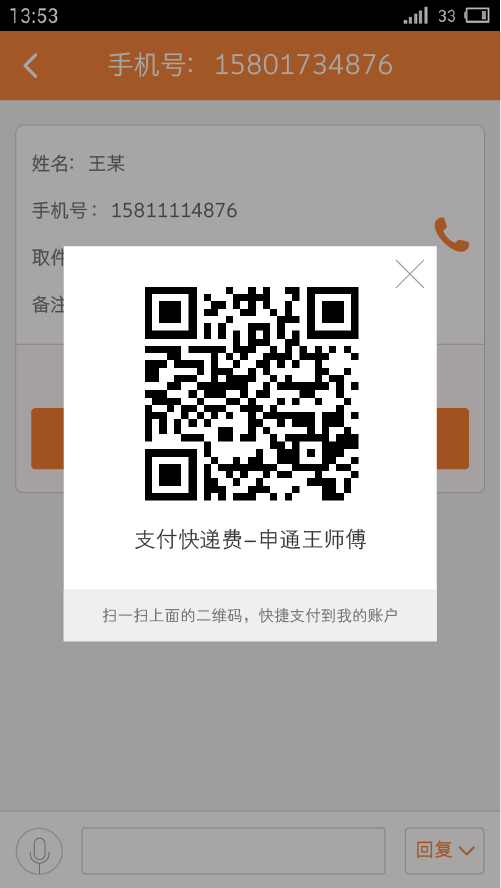 13:53
33
手机号: 15801734876
姓名: 王某
手机号: 15811114876
取件
备注
支付快递费-申通王师傅
扫一扫上面的二维码，快捷支付到我的账户
回复